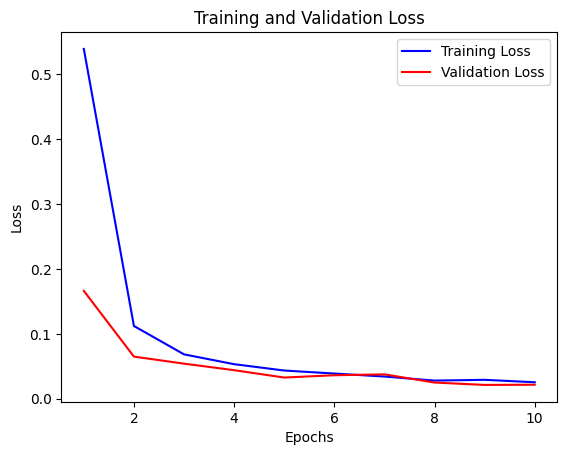 Training and Validation Loss
Training Loss
Validation Loss
0.5
0.4
0.3
0.2
0.1
0.0
Loss
2 4 6 8 10
Epochs